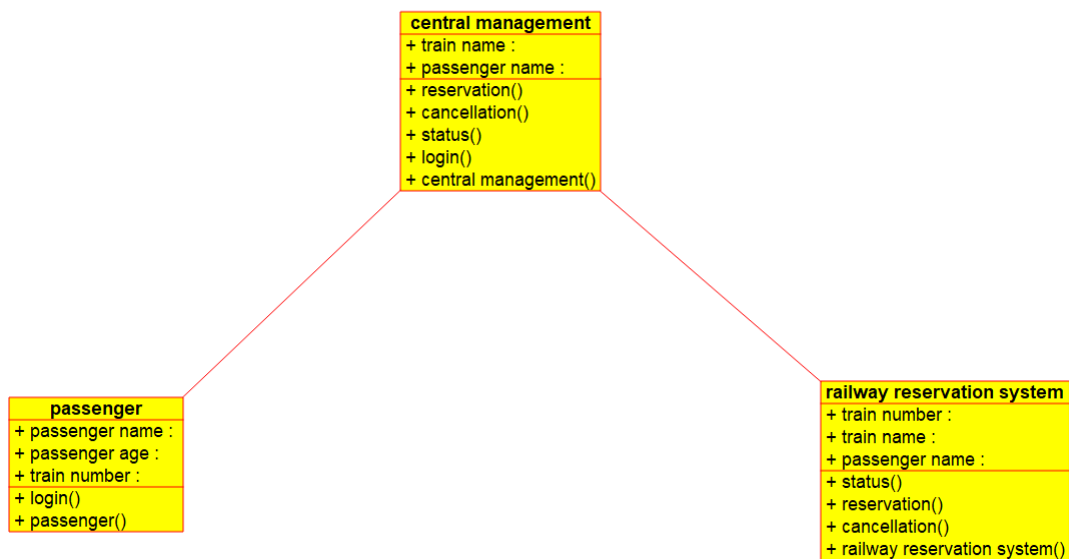 central management
+ train name :
+ passenger name :
+ reservation()
+ cancellation()
+ status()
+ login()
+ central management()
passenger
+ passenger name :
+ passenger age :
+ train number :
+ login()
+ passenger()
railway reservation system
+ train number :
+ train name :
+ passenger name :
+ status()
+ reservation()
+ cancellation()
+ railway reservation system()